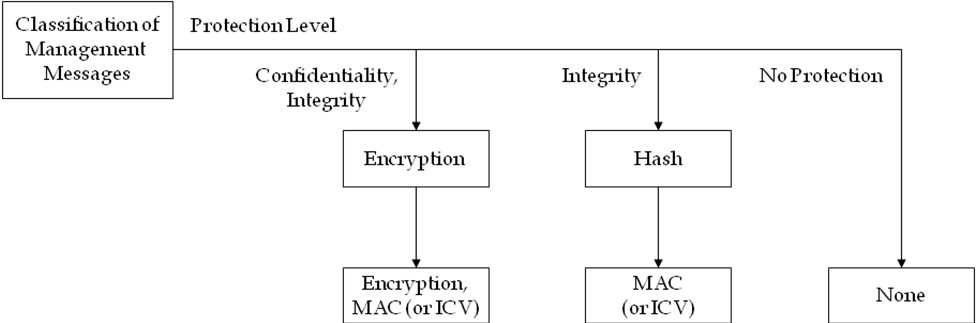 Classification of
Management
Messages
Protection Level
Confidentiality,
Integrity
Integrity
No Protection
Encryption
Hash
Encryption,
MAC (or ICV)
MAC
(or ICV)
None